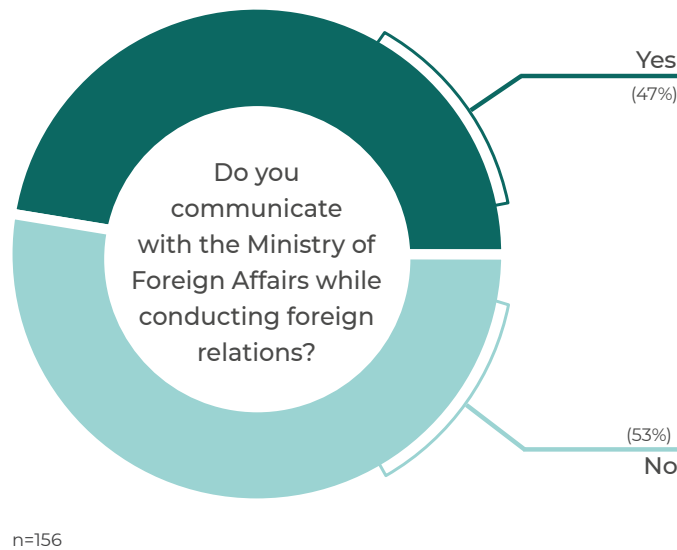 Yes
(47%)
Do you
communicate
with the Ministry of
Foreign Affairs while
conducting foreign
relations?
(53%)
No
n=156